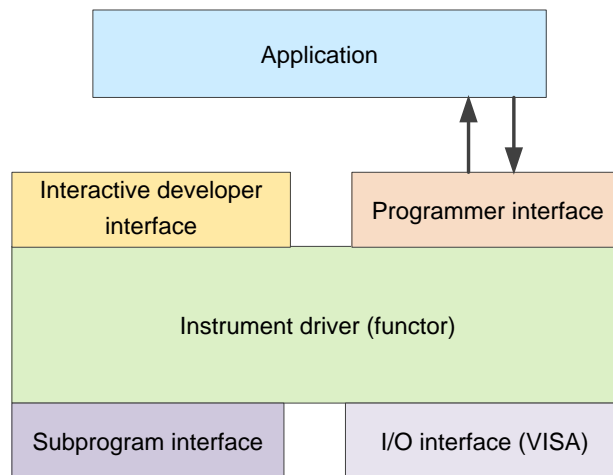 Application
Interactive developer
interface
Programmer interface
Instrument driver (functor)
Subprogram interface
I/O interface (VISA)